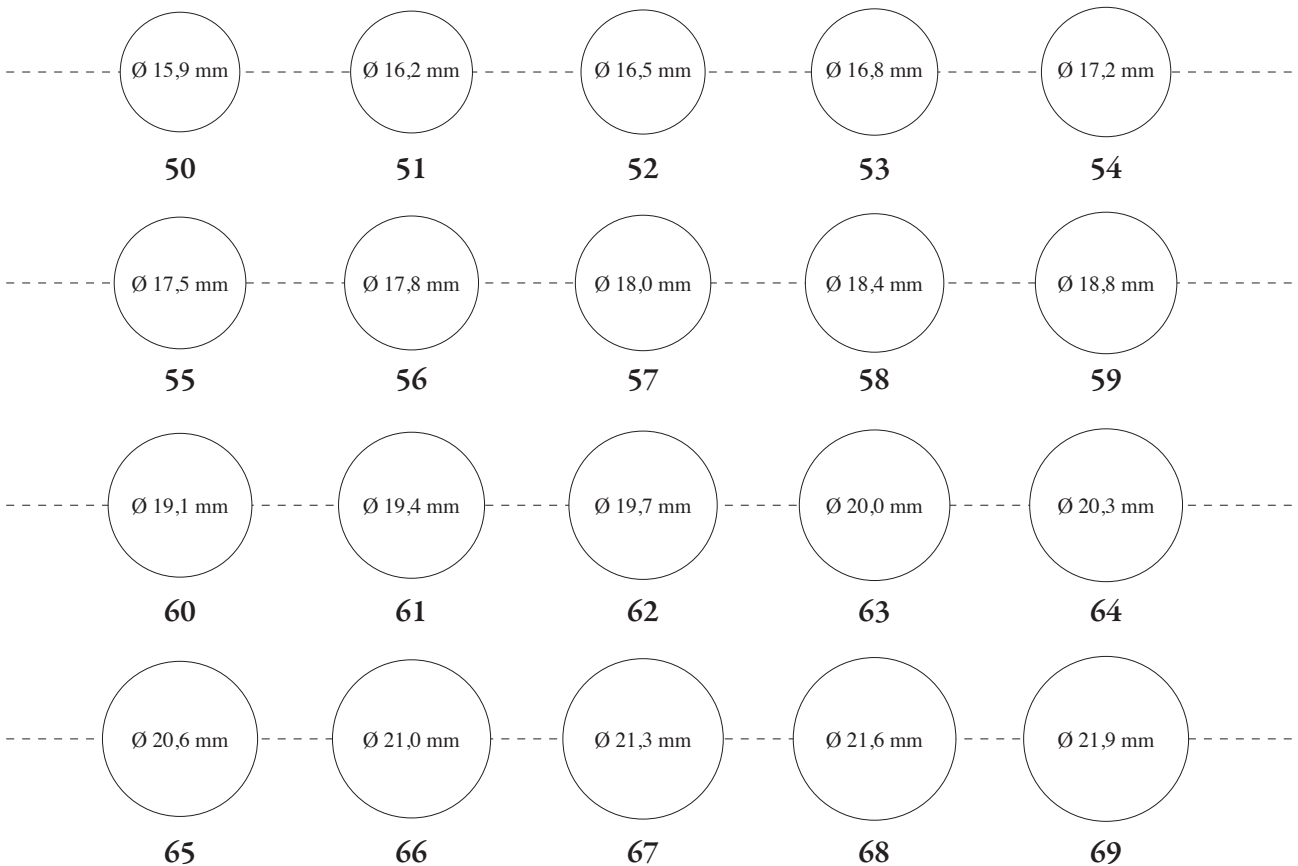 Ø 15,9 mm Ø 16,2 mm Ø 16,5 mm Ø 16,8 mm Ø 17,2 mm
50 51 52 53 54
Ø 17,5 mm Ø 17,8 mm Ø 18,0 mm Ø 18,4 mm Ø 18,8 mm
55 56 57 58 59
Ø 19,1 mm Ø 19,4 mm Ø 19,7 mm Ø 20,0 mm Ø 20,3 mm
60 61 62 63 64
Ø 20,6 mm Ø 21,0 mm Ø 21,3 mm Ø 21,6 mm Ø 21,9 mm
65 66 67 68 69